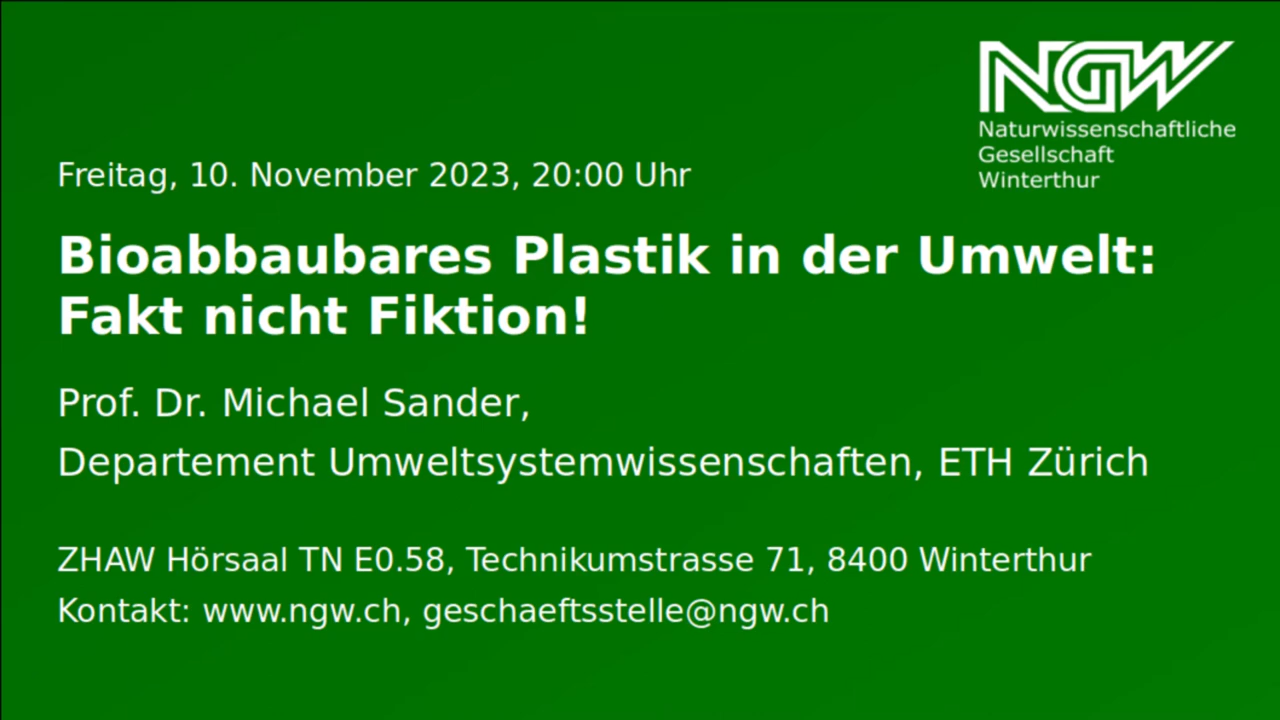 NGW
Naturwissenschaftliche
Gesellschaft
Winterthur
Freitag, 10. November 2023, 20:00 Uhr
Bioabbaubares Plastik in der Umwelt:
Fakt nicht Fiktion!
Prof. Dr. Michael Sander,
Departement Umweltsystemwissenschaften, ETH Zürich
ZHAW Hörsaal TN E0.58, Technikumstrasse 71, 8400 Winterthur
Kontakt: www.ngw.ch, geschaeftsstelle@ngw.ch